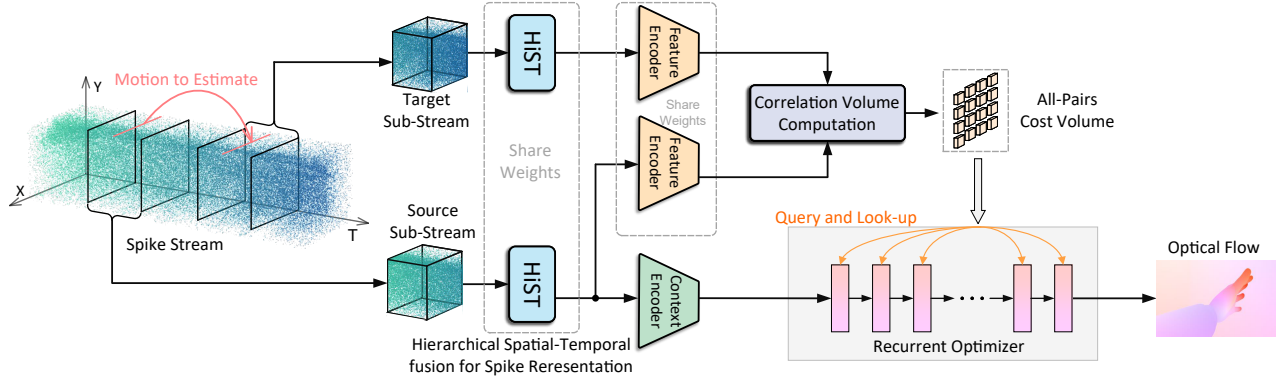 Motion to Estimate
Y
X
T
Spike Stream
Target
Sub-Stream
Source
Sub-Stream
HiST
HiST
Share
Weights
Hierarchical Spatial-Temporal
fusion for Spike Reresentation
Feature
Encoder
Share
Weights
Feature
Encoder
Context
Encoder
Correlation Volume
Computation
All-Pairs
Cost Volume
Query and Look-up
Recurrent Optimizer
Optical Flow